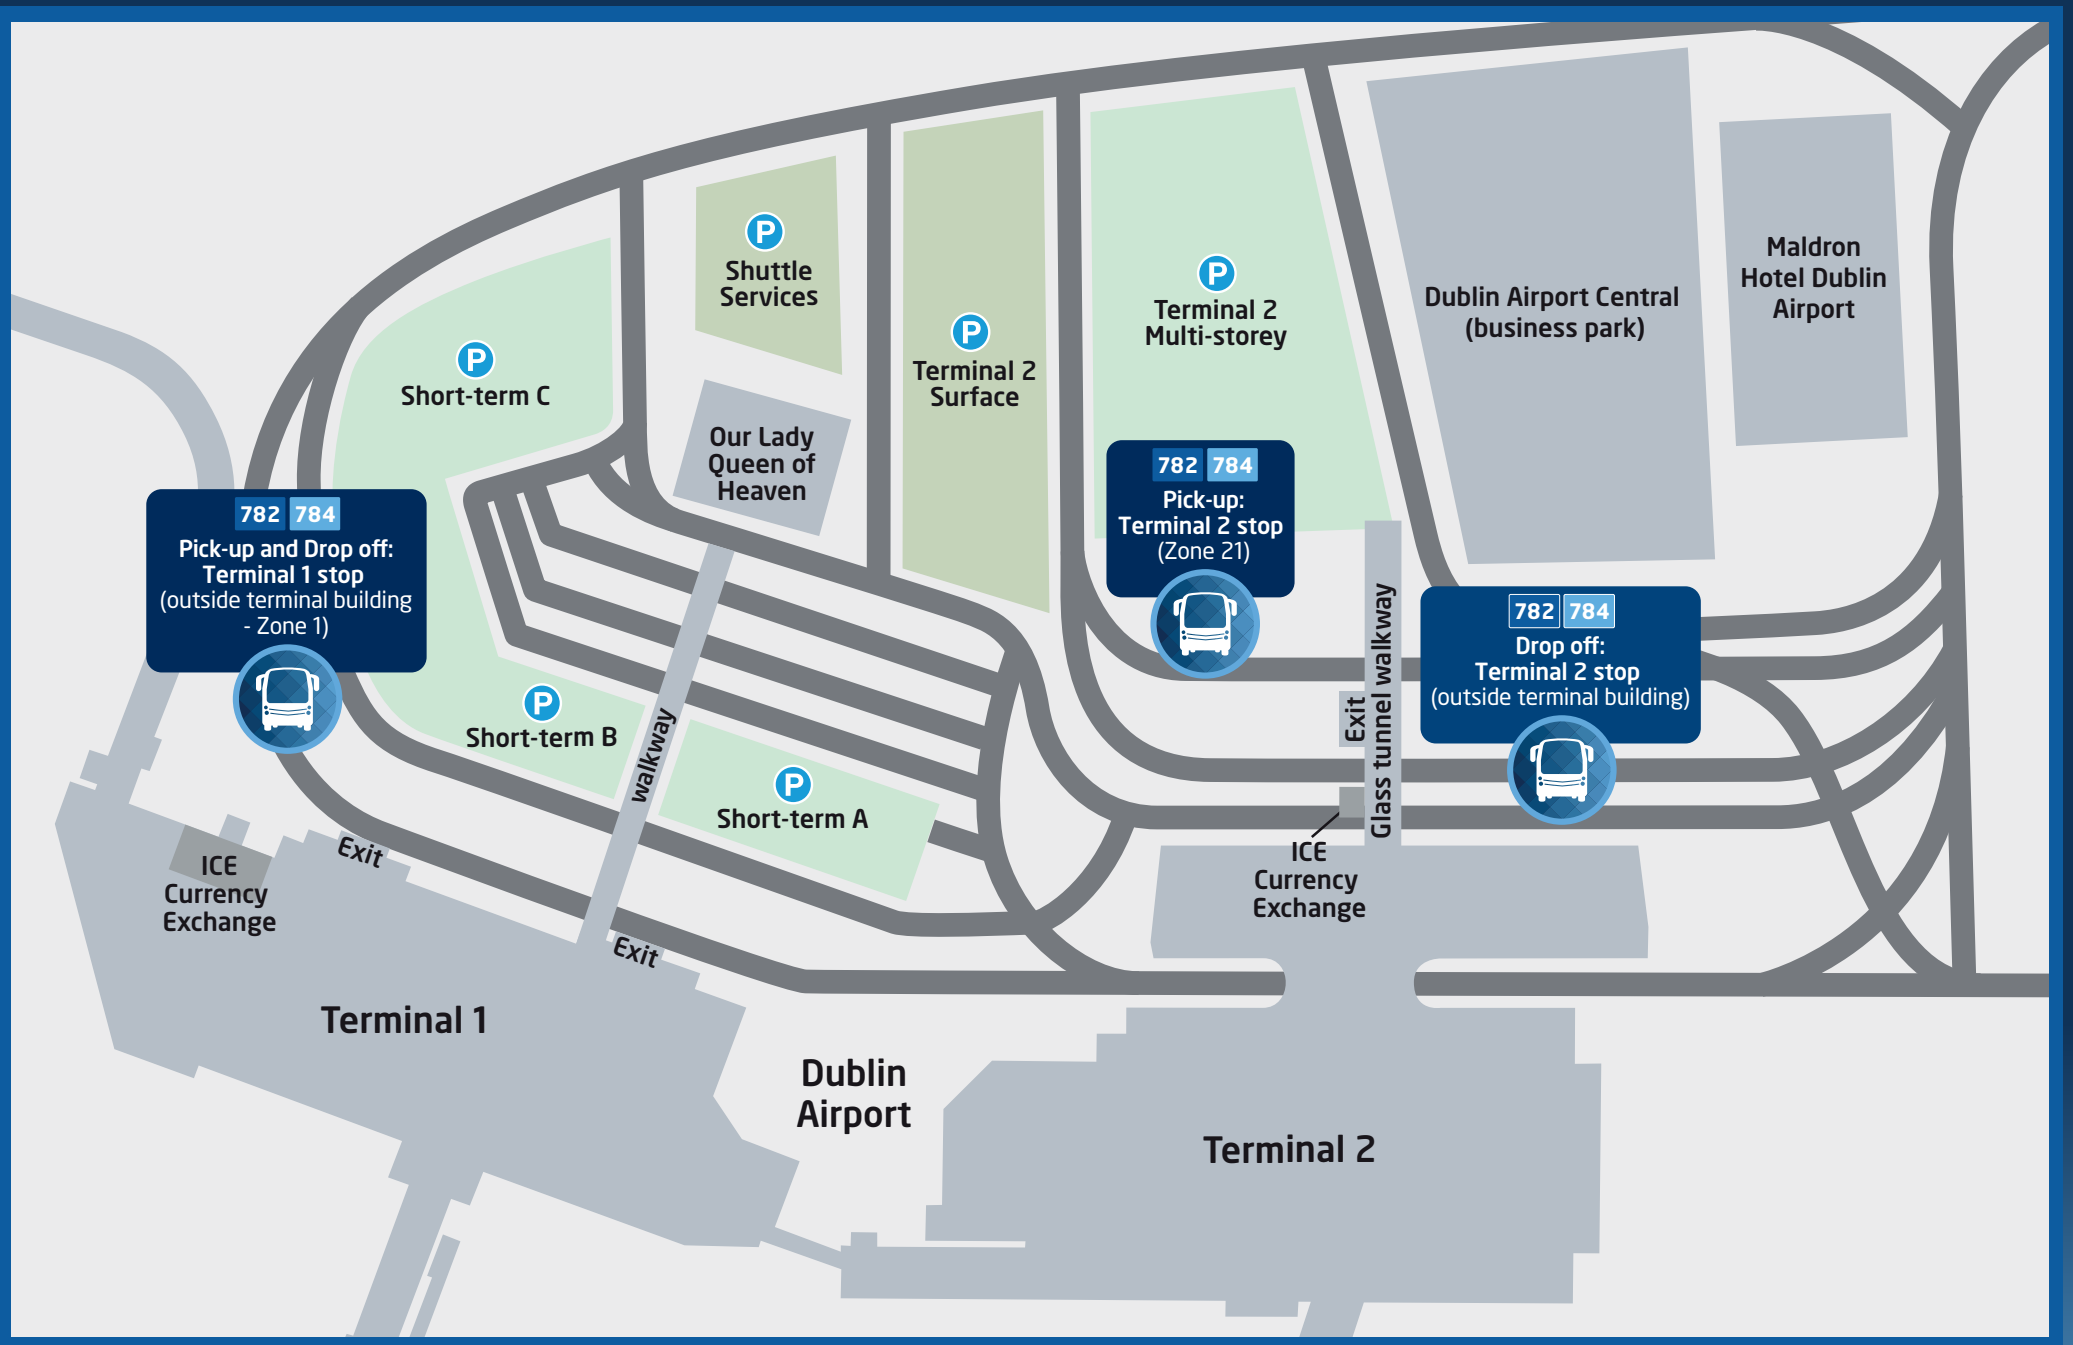 P
Shuttle
Services
P
Short-term C
P
Terminal 2
Surface
P
Terminal 2
Multi-storey
Dublin Airport Central
(business park)
Maldron
Hotel Dublin
Airport
Our Lady
Queen of
Heaven
782 784
Pick-up and Drop off:
Terminal 1 stop
(outside terminal building
- Zone 1)
782 784
Pick-up:
Terminal 2 stop
(Zone 21)
782 784
Drop off:
Terminal 2 stop
(outside terminal building)
P
Short-term B
walkway
P
Short-term A
Exit
Glass tunnel walkway
ICE
Currency
Exchange
Exit
Exit
ICE
Currency
Exchange
Terminal 1
Dublin
Airport
Terminal 2